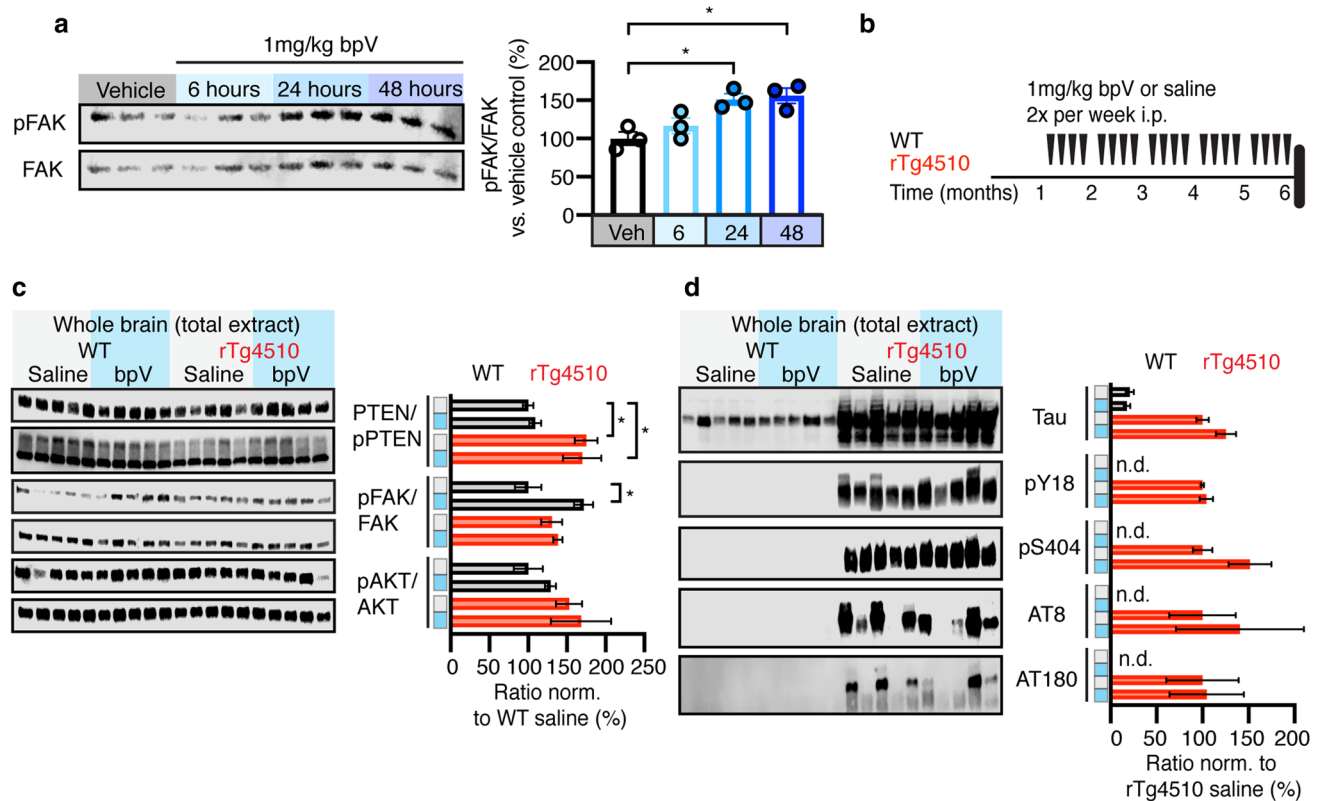 a
1mg/kg bpV
Vehicle 6 hours 24 hours 48 hours
pFAK
FAK
pFAK/FAK
vs. vehicle control (%)
200
150
100
50
0
*
*
Veh 6 24 48
b
1mg/kg bpV or saline
2x per week i.p.
WT
rTg4510
Time (months) 1 2 3 4 5 6
c
Whole brain (total extract)
WT rTg4510
Saline bpV Saline bpV
WT rTg4510
PTEN/
pPTEN
* *
pFAK/
FAK
*
pAKT/
AKT
0 50 100 150 200 250
Ratio norm.
to WT saline (%)
d
Whole brain (total extract)
WT rTg4510
Saline bpV Saline bpV
WT rTg4510
Tau
n.d.
pY18
n.d.
pS404
n.d.
AT8
n.d.
AT180
0 50 100 150 200
Ratio norm. to
rTg4510 saline (%)